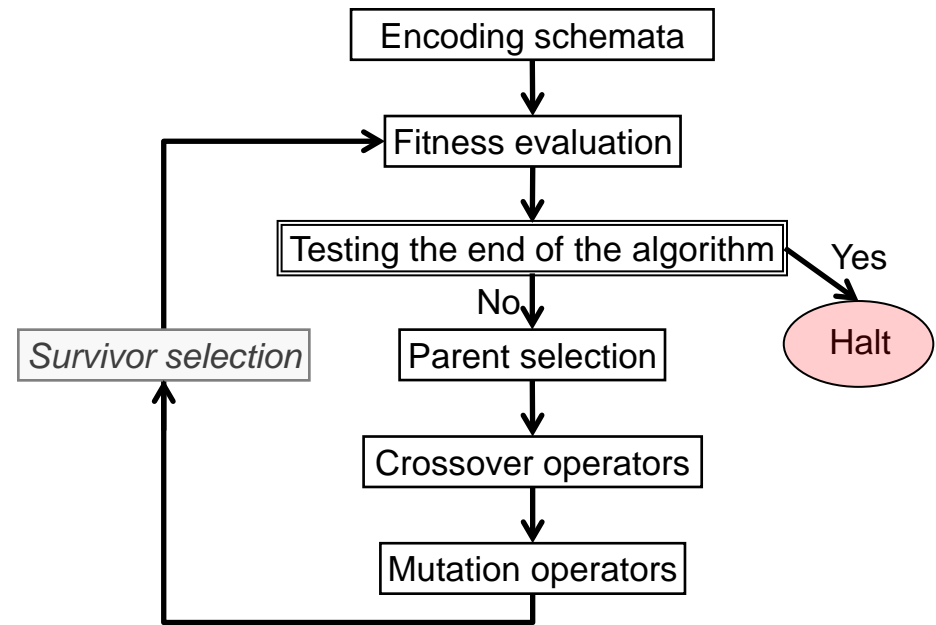 Encoding schemata
Fitness evaluation
Testing the end of the algorithm
Yes
No
Survivor selection
Parent selection
Halt
Crossover operators
Mutation operators